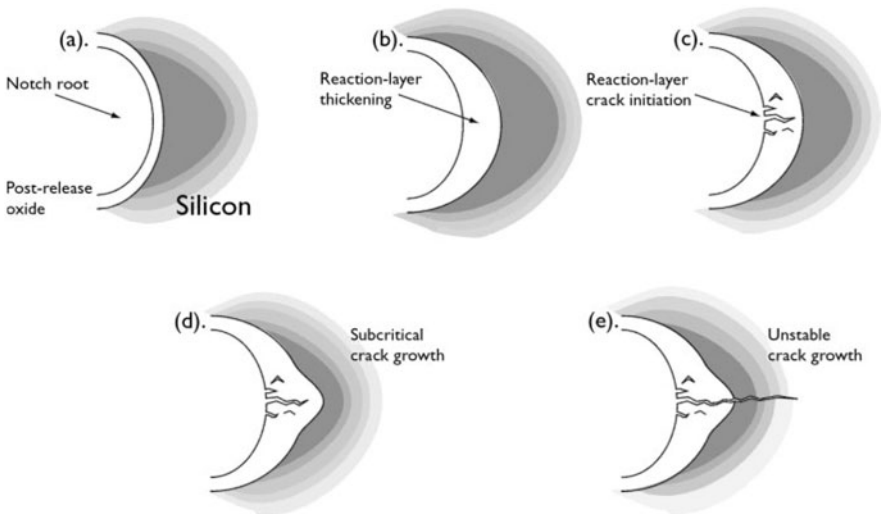 (a).
Notch root
Post-release
oxide
Silicon
(b).
Reaction-layer
thickening
(c).
Reaction-layer
crack initiation
(d).
Subcritical
crack growth
(e).
Unstable
crack growth